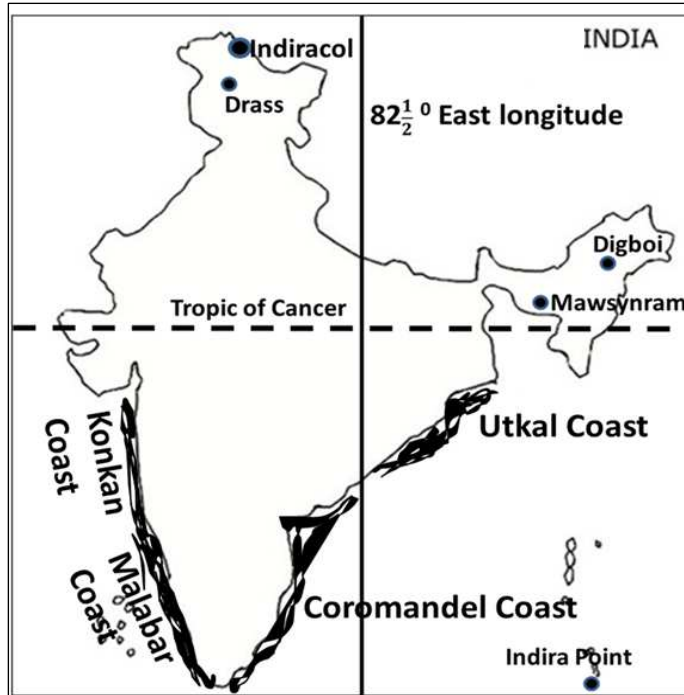 INDIA
Indiracol
Drass
82½ ⁰ East longitude
Digboi
Mawsynram
Tropic of Cancer
Konkan
Coast
Utkal Coast
Malabar
Coast
Coromandel Coast
Indira Point